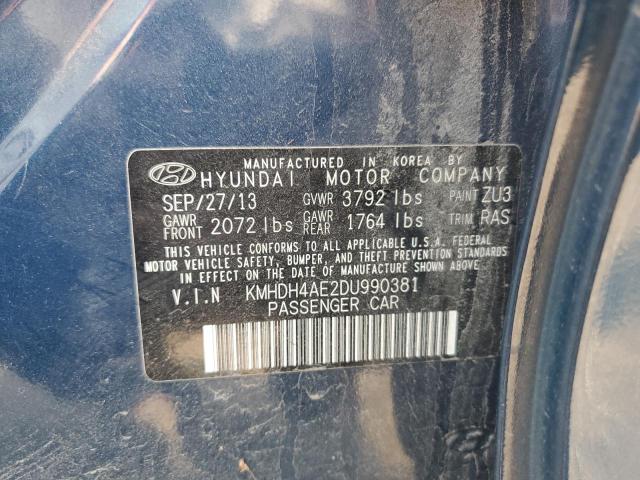 MANUFACTURED IN KOREA BY
HYUNDAI MOTOR COMPANY
SEP/27/13 GVWR 3792 lbs PAINT ZU3
GAWR FRONT 2072 lbs GAWR REAR 1764 lbs TRIM RAS
THIS VEHICLE CONFORMS TO ALL APPLICABLE U.S.A. FEDERAL
MOTOR VEHICLE SAFETY, BUMPER, AND THEFT PREVENTION STANDARDS
IN EFFECT ON THE DATE OF MANUFACTURE SHOWN ABOVE.
V.I.N KMHDH4AE2DU990381
PASSENGER CAR